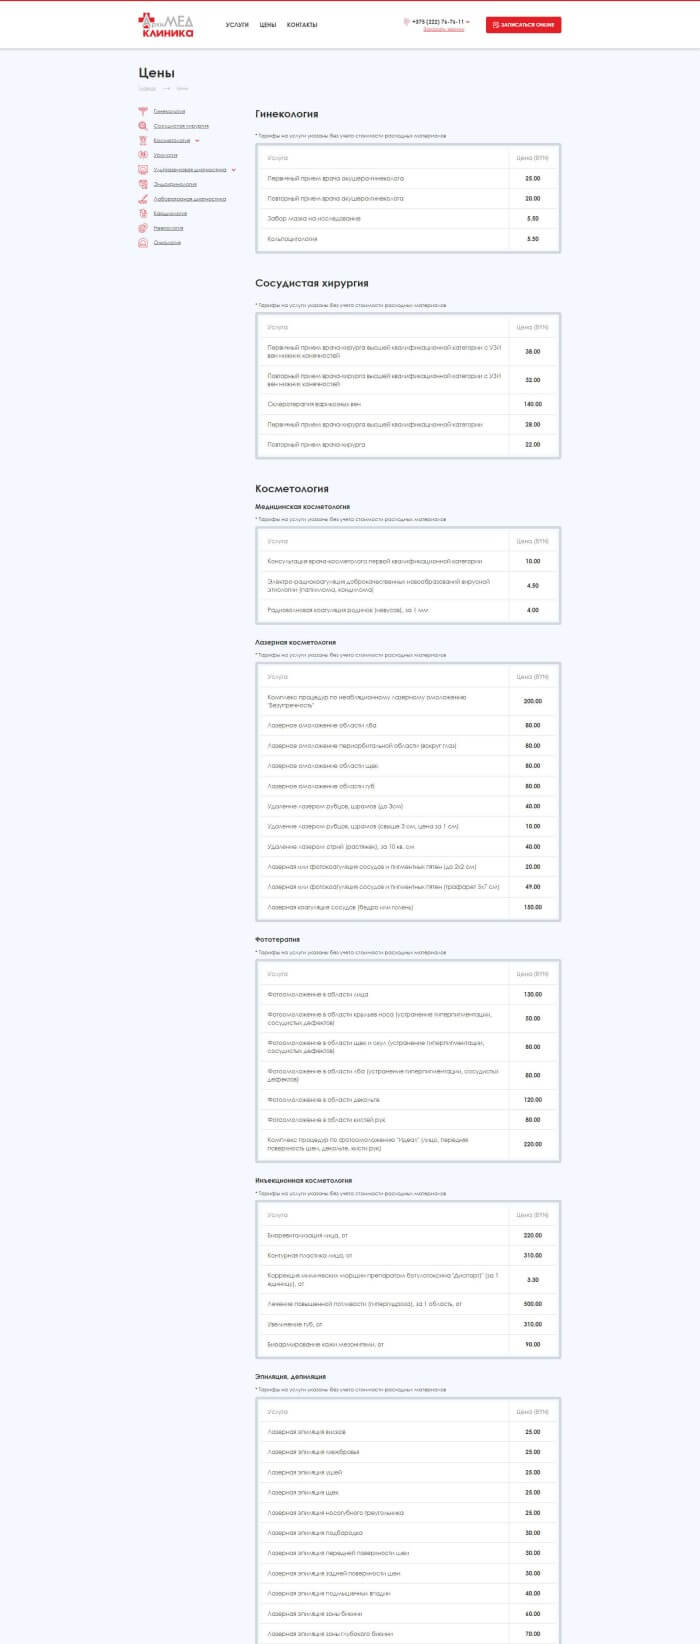 МЕД
КЛИНИКА
УСЛУГИ
ЦЕНЫ
КОНТАКТЫ
+375 (222) 76-76-11
Заказать звонок
ЗАПИСАТЬСЯ ONLINE
Цены
Главная → Цены
Гинекология
Сосудистая хирургия
Косметология
Урология
Ультразвуковая диагностика
Эндокринология
Лабораторная диагностика
Кардиология
Неврология
Онкология
Гинекология
* Тарифы на услуги указаны без учета стоимости расходных материалов
Услуга Цена (BYN)
Первичный прием врача акушера-гинеколога 25.00
Повторный прием врача акушера-гинеколога 20.00
Забор мазка на исследование 5.50
Кольпоцитология 5.50
Сосудистая хирургия
* Тарифы на услуги указаны без учета стоимости расходных материалов
Услуга Цена (BYN)
Первичный прием врача-хирурга высшей квалификационной категории с УЗИ
вен нижних конечностей 38.00
Повторный прием врача-хирурга высшей квалификационной категории с УЗИ
вен нижних конечностей 32.00
Склеротерапия варикозных вен 140.00
Первичный прием врача-хирурга высшей квалификационной категории 28.00
Повторный прием врача-хирурга 22.00
Косметология
Медицинская косметология
* Тарифы на услуги указаны без учета стоимости расходных материалов
Услуга Цена (BYN)
Консультация врача-косметолога первой квалификационной категории 10.00
Электро-радиокоагуляция доброкачественных новообразований вирусной
этиологии (папиллома, кондилома) 4.50
Радиоволновая коагуляция родинок (невусов), за 1 мм 4.00
Лазерная косметология
* Тарифы на услуги указаны без учета стоимости расходных материалов
Услуга Цена (BYN)
Комплекс процедур по неабляционному лазерному омоложению
"Безупречность" 200.00
Лазерное омоложение области лба 80.00
Лазерное омоложение периорбитальной области (вокруг глаз) 80.00
Лазерное омоложение области щек 80.00
Лазерное омоложение области губ 80.00
Удаление лазером рубцов, шрамов (до 3см) 40.00
Удаление лазером рубцов, шрамов (свыше 3 см, цена за 1 см) 10.00
Удаление лазером стрий (растяжек), за 10 кв. см 40.00
Лазерная или фотокоагуляция сосудов и пигментных пятен (до 2х2 см) 20.00
Лазерная или фотокоагуляция сосудов и пигментных пятен (трафарет 5х7 см) 49.00
Лазерная коагуляция сосудов (бедро или голень) 150.00
Фототерапия
* Тарифы на услуги указаны без учета стоимости расходных материалов
Услуга Цена (BYN)
Фотоомоложение в области лица 130.00
Фотоомоложение в области крыльев носа (устранение гиперпигментации,
сосудистых дефектов) 50.00
Фотоомоложение в области щек и скул (устранение гиперпигментации,
сосудистых дефектов) 80.00
Фотоомоложение в области лба (устранение гиперпигментации, сосудистых
дефектов) 80.00
Фотоомоложение в области декольте 120.00
Фотоомоложение в области кистей рук 80.00
Комплекс процедур по фотоомоложению "Идеал" (лицо, передняя
поверхность шеи, декольте, кисти рук) 220.00
Инъекционная косметология
* Тарифы на услуги указаны без учета стоимости расходных материалов
Услуга Цена (BYN)
Биоревитализация лица, от 220.00
Контурная пластика лица, от 310.00
Коррекция мимических морщин препаратом ботулотоксина "Диспорт)" (за 1
единицу), от 3.30
Лечение повышенной потливости (гипергидроза), за 1 область, от 500.00
Увеличение губ, от 310.00
Биоармирование кожи мезонитями, от 90.00
Эпиляция, депиляция
* Тарифы на услуги указаны без учета стоимости расходных материалов
Услуга Цена (BYN)
Лазерная эпиляция висков 25.00
Лазерная эпиляция межбровья 25.00
Лазерная эпиляция ушей 25.00
Лазерная эпиляция щек 25.00
Лазерная эпиляция носогубного треугольника 25.00
Лазерная эпиляция подбородка 30.00
Лазерная эпиляция передней поверхности шеи 30.00
Лазерная эпиляция задней поверхности шеи 30.00
Лазерная эпиляция подмышечных впадин 40.00
Лазерная эпиляция зоны бикини 60.00
Лазерная эпиляция зоны глубокого бикини 70.00